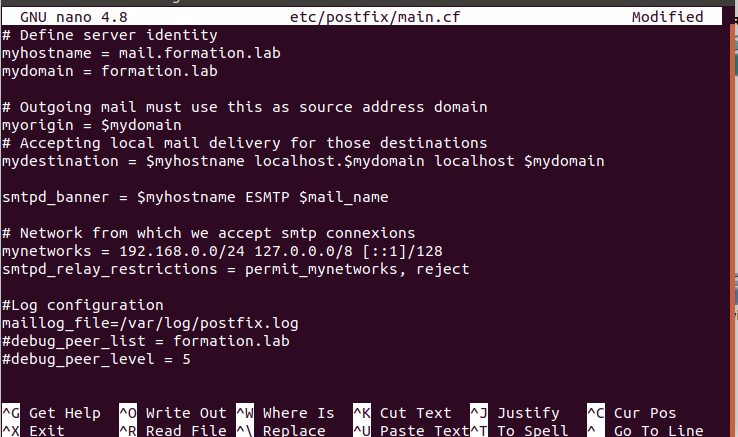 GNU nano 4.8 etc/postfix/main.cf Modified
# Define server identity
myhostname = mail.formation.lab
mydomain = formation.lab
# Outgoing mail must use this as source address domain
myorigin = $mydomain
# Accepting local mail delivery for those destinations
mydestination = $myhostname localhost.$mydomain localhost $mydomain
smtpd_banner = $myhostname ESMTP $mail_name
# Network from which we accept smtp connexions
mynetworks = 192.168.0.0/24 127.0.0.0/8 [::1]/128
smtpd_relay_restrictions = permit_mynetworks, reject
#Log configuration
maillog_file=/var/log/postfix.log
#debug_peer_list = formation.lab
#debug_peer_level = 5
^G Get Help ^O Write Out ^W Where Is ^K Cut Text ^J Justify ^C Cur Pos
^X Exit ^R Read File ^\ Replace ^U Paste Text ^T To Spell ^_ Go To Line